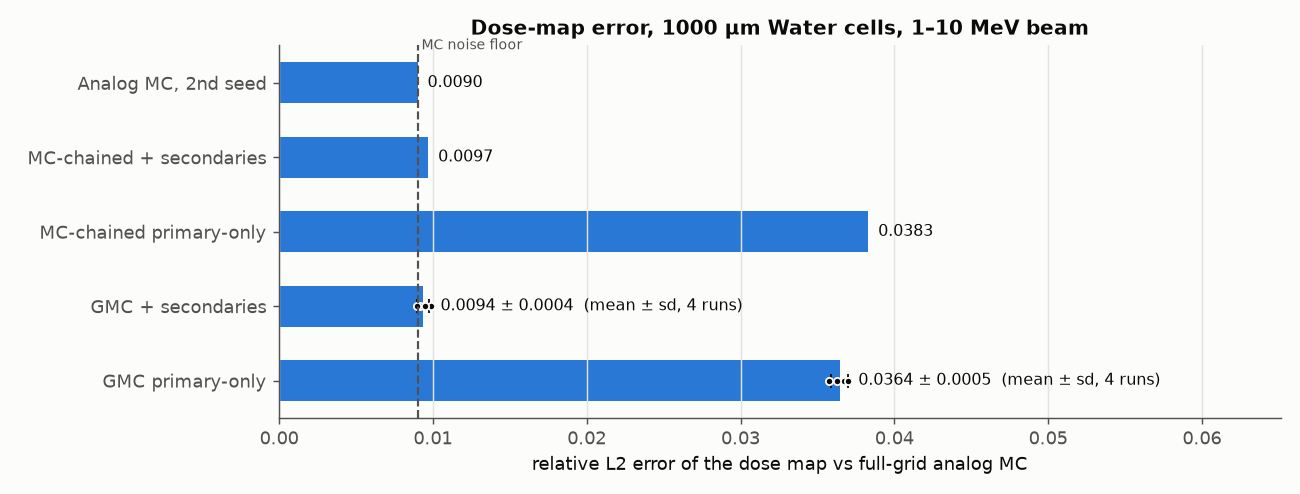 Dose-map error, 1000 μm Water cells, 1–10 MeV beam
MC noise floor
Analog MC, 2nd seed
0.0090
MC-chained + secondaries
0.0097
MC-chained primary-only
0.0383
GMC + secondaries
0.0094 ± 0.0004  (mean ± sd, 4 runs)
GMC primary-only
0.0364 ± 0.0005  (mean ± sd, 4 runs)
0.00 0.01 0.02 0.03 0.04 0.05 0.06
relative L2 error of the dose map vs full-grid analog MC